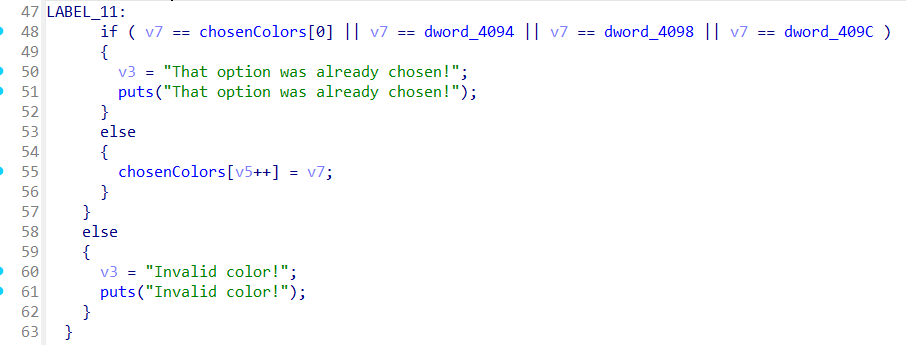 47 LABEL_11:
48 if ( v7 == chosenColors[0] || v7 == dword_4094 || v7 == dword_4098 || v7 == dword_409C )
49 {
50 v3 = "That option was already chosen!";
51 puts("That option was already chosen!");
52 }
53 else
54 {
55 chosenColors[v5++] = v7;
56 }
57 }
58 else
59 {
60 v3 = "Invalid color!";
61 puts("Invalid color!");
62 }
63 }